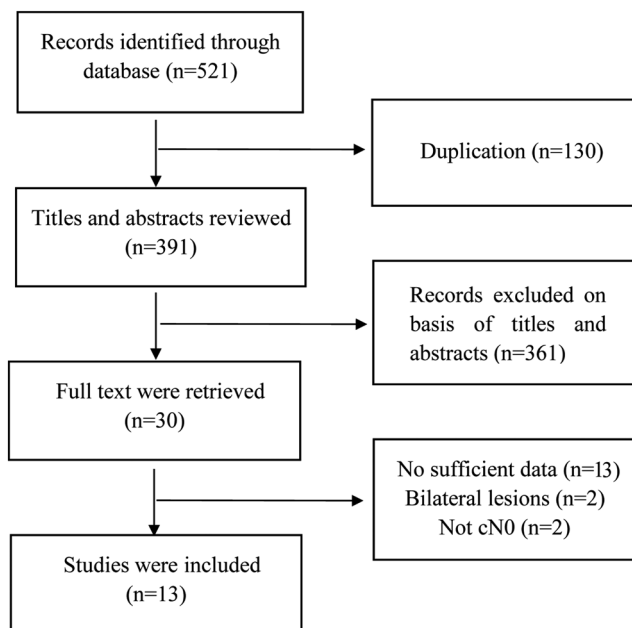 Records identified through
database (n=521)
Duplication (n=130)
Titles and abstracts reviewed
(n=391)
Records excluded on
basis of titles and
abstracts (n=361)
Full text were retrieved
(n=30)
No sufficient data (n=13)
Bilateral lesions (n=2)
Not cN0 (n=2)
Studies were included
(n=13)